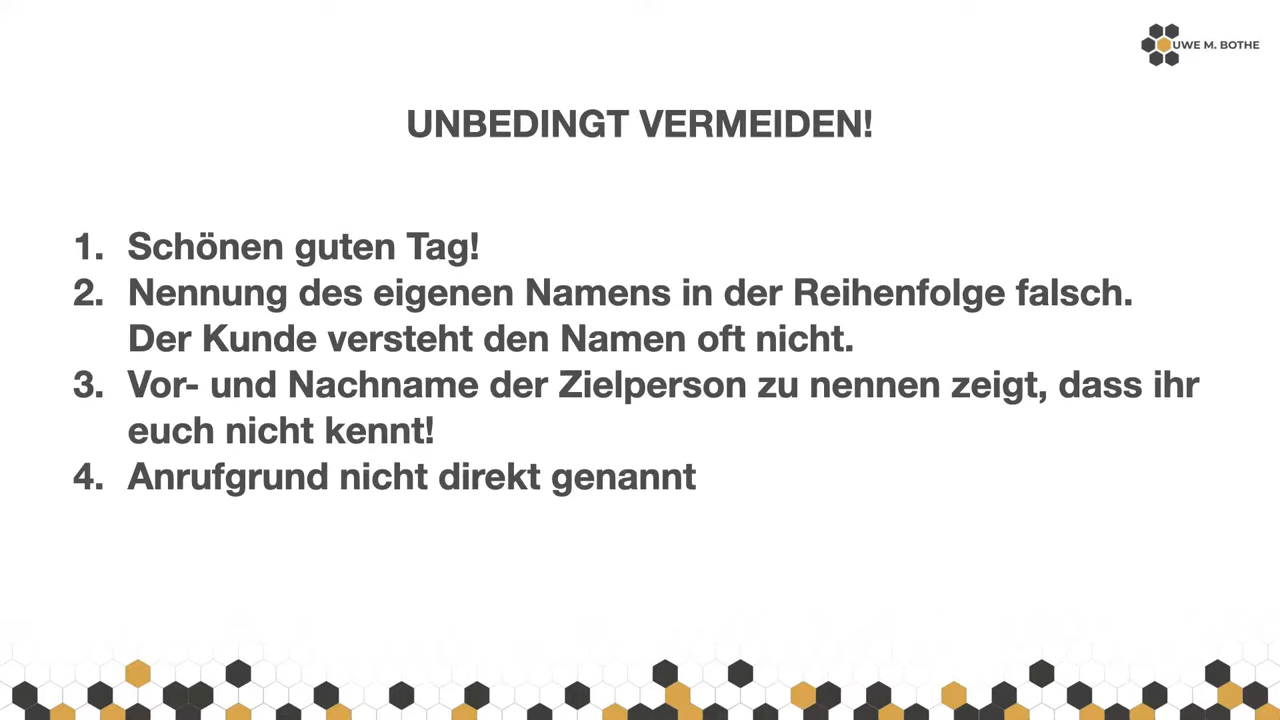 UWE M. BOTHE
UNBEDINGT VERMEIDEN!
1. Schönen guten Tag!
2. Nennung des eigenen Namens in der Reihenfolge falsch.
Der Kunde versteht den Namen oft nicht.
3. Vor- und Nachname der Zielperson zu nennen zeigt, dass ihr
euch nicht kennt!
4. Anrufgrund nicht direkt genannt